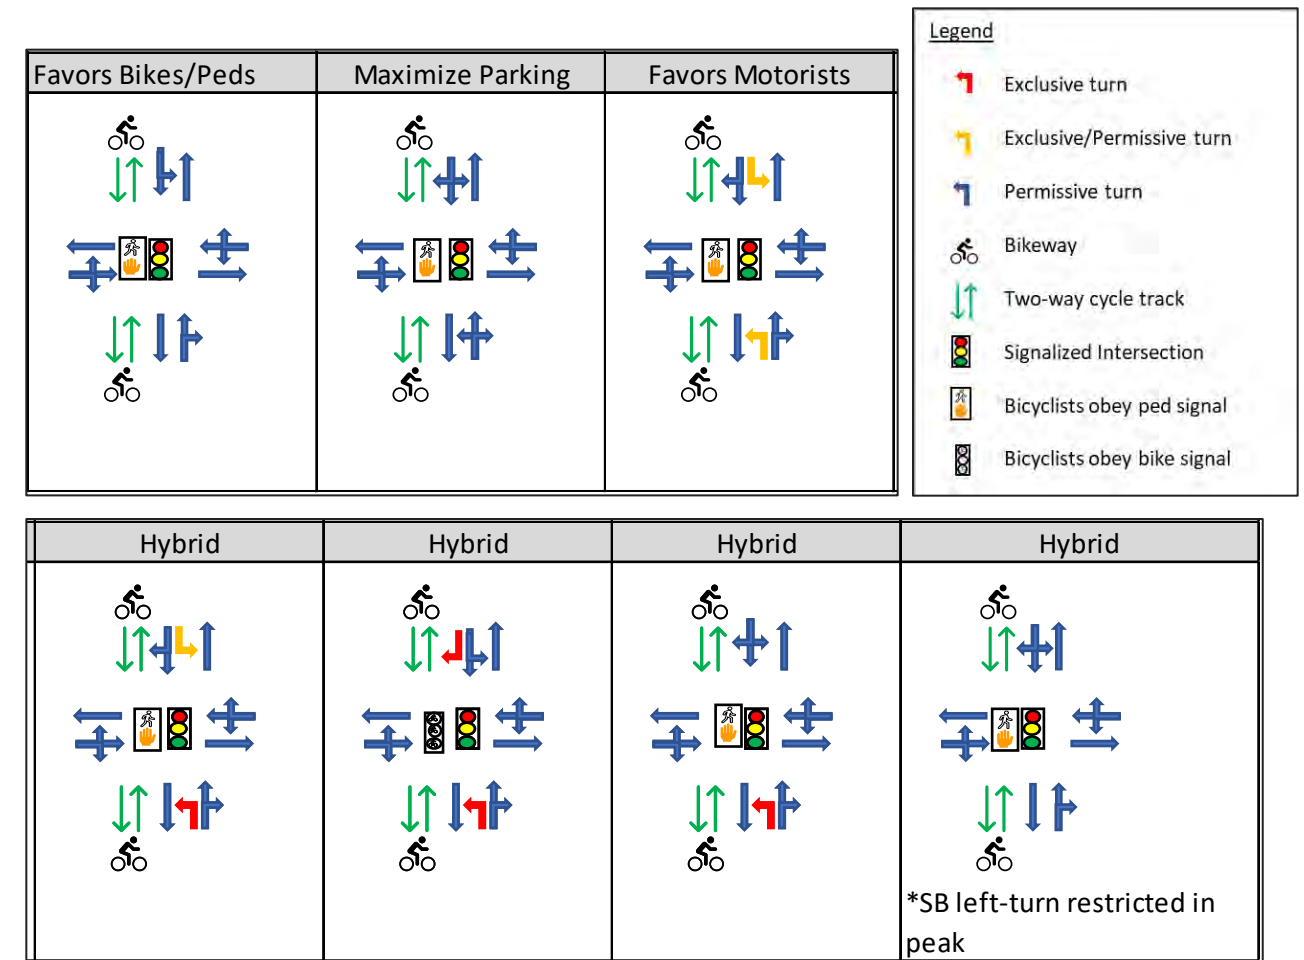 Legend
Exclusive turn
Exclusive/Permissive turn
Permissive turn
Bikeway
Two-way cycle track
Signalized Intersection
Bicyclists obey ped signal
Bicyclists obey bike signal
Favors Bikes/Peds
Maximize Parking
Favors Motorists
Hybrid
Hybrid
Hybrid
Hybrid
*SB left-turn restricted in
peak